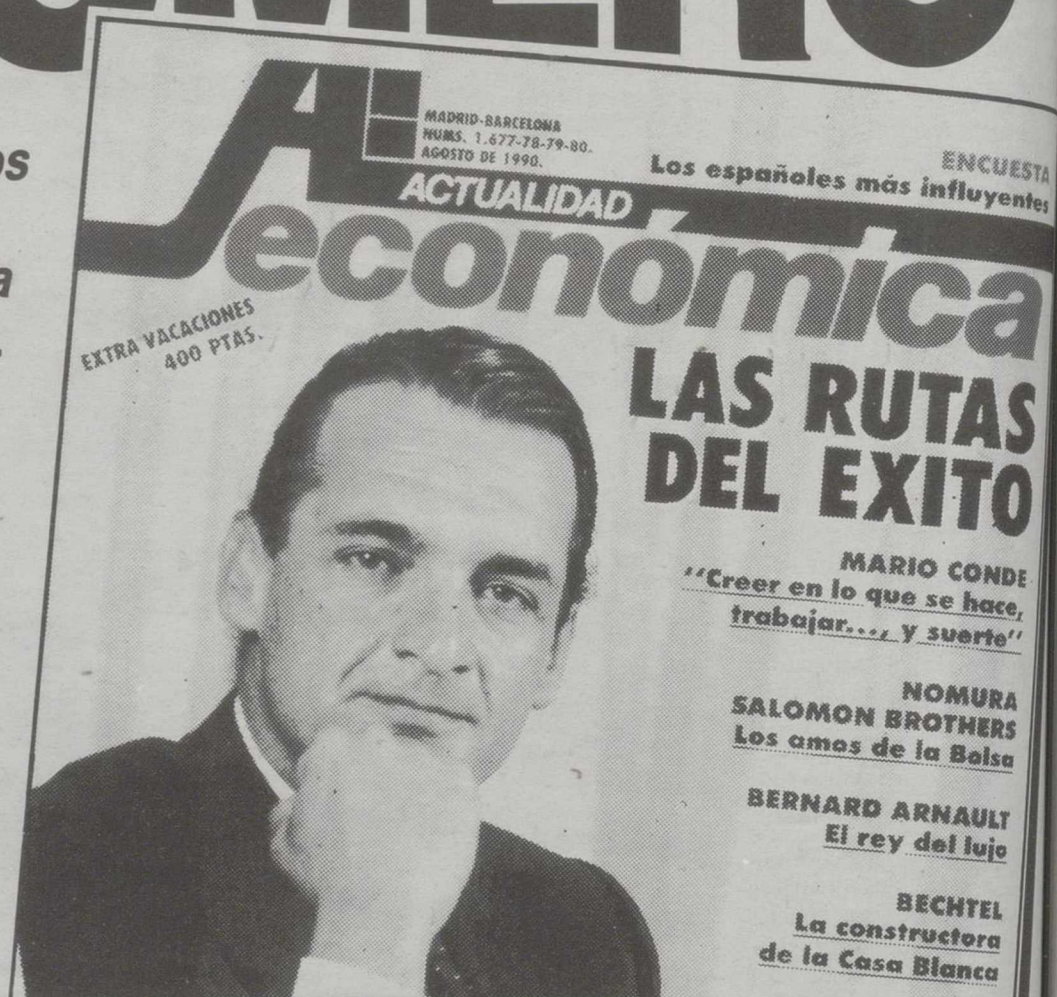 os
a
MADRID-BARCELONA
NUMS. 1.677-78-79-80.
AGOSTO DE 1990.
ENCUESTA
Los españoles más influyentes
ACTUALIDAD
económica
EXTRA VACACIONES
400 PTAS.
LAS RUTAS
DEL EXITO
MARIO CONDE
"Creer en lo que se hace,
trabajar..., y suerte"
NOMURA
SALOMON BROTHERS
Los amos de la Bolsa
BERNARD ARNAULT
El rey del lujo
BECHTEL
La constructora
de la Casa Blanca